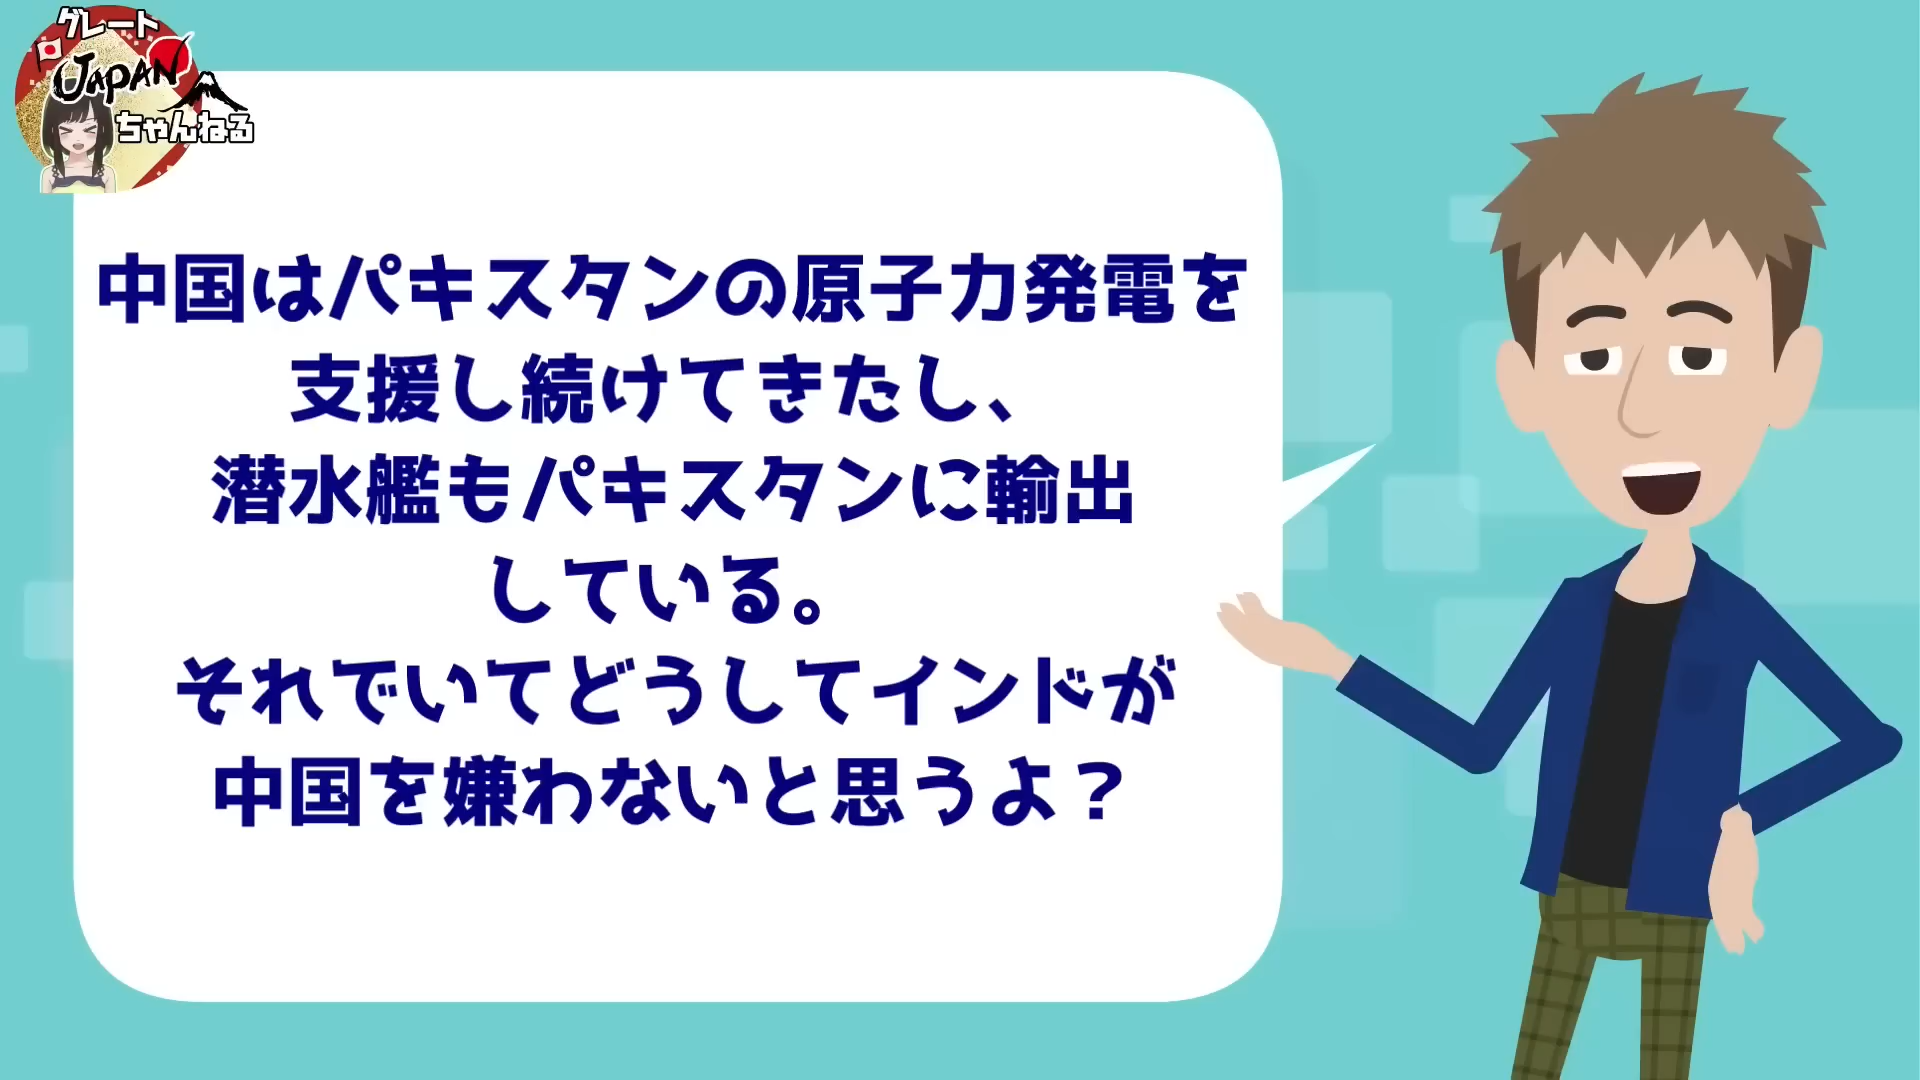 グレート
JAPAN
ちゃんねる
中国はパキスタンの原子力発電を
支援し続けてきたし、
潜水艦もパキスタンに輸出
している。
それでいてどうしてインドが
中国を嫌わないと思うよ？